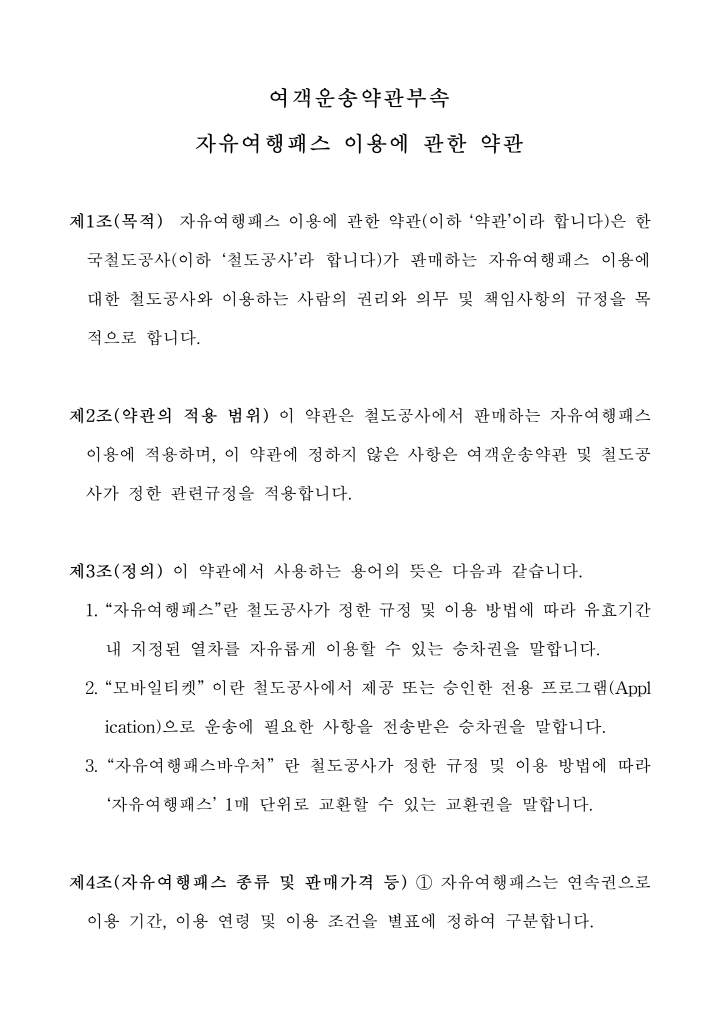 여객운송약관부속
자유여행패스 이용에 관한 약관
제1조(목적) 자유여행패스 이용에 관한 약관(이하 ‘약관’이라 합니다)은 한
국철도공사(이하 ‘철도공사’라 합니다)가 판매하는 자유여행패스 이용에
대한 철도공사와 이용하는 사람의 권리와 의무 및 책임사항의 규정을 목
적으로 합니다.
제2조(약관의 적용 범위) 이 약관은 철도공사에서 판매하는 자유여행패스
이용에 적용하며, 이 약관에 정하지 않은 사항은 여객운송약관 및 철도공
사가 정한 관련규정을 적용합니다.
제3조(정의) 이 약관에서 사용하는 용어의 뜻은 다음과 같습니다.
1. “자유여행패스”란 철도공사가 정한 규정 및 이용 방법에 따라 유효기간
내 지정된 열차를 자유롭게 이용할 수 있는 승차권을 말합니다.
2. “모바일티켓” 이란 철도공사에서 제공 또는 승인한 전용 프로그램(Appl
ication)으로 운송에 필요한 사항을 전송받은 승차권을 말합니다.
3. “자유여행패스바우처” 란 철도공사가 정한 규정 및 이용 방법에 따라
‘자유여행패스’ 1매 단위로 교환할 수 있는 교환권을 말합니다.
제4조(자유여행패스 종류 및 판매가격 등) ① 자유여행패스는 연속권으로
이용 기간, 이용 연령 및 이용 조건을 별표에 정하여 구분합니다.